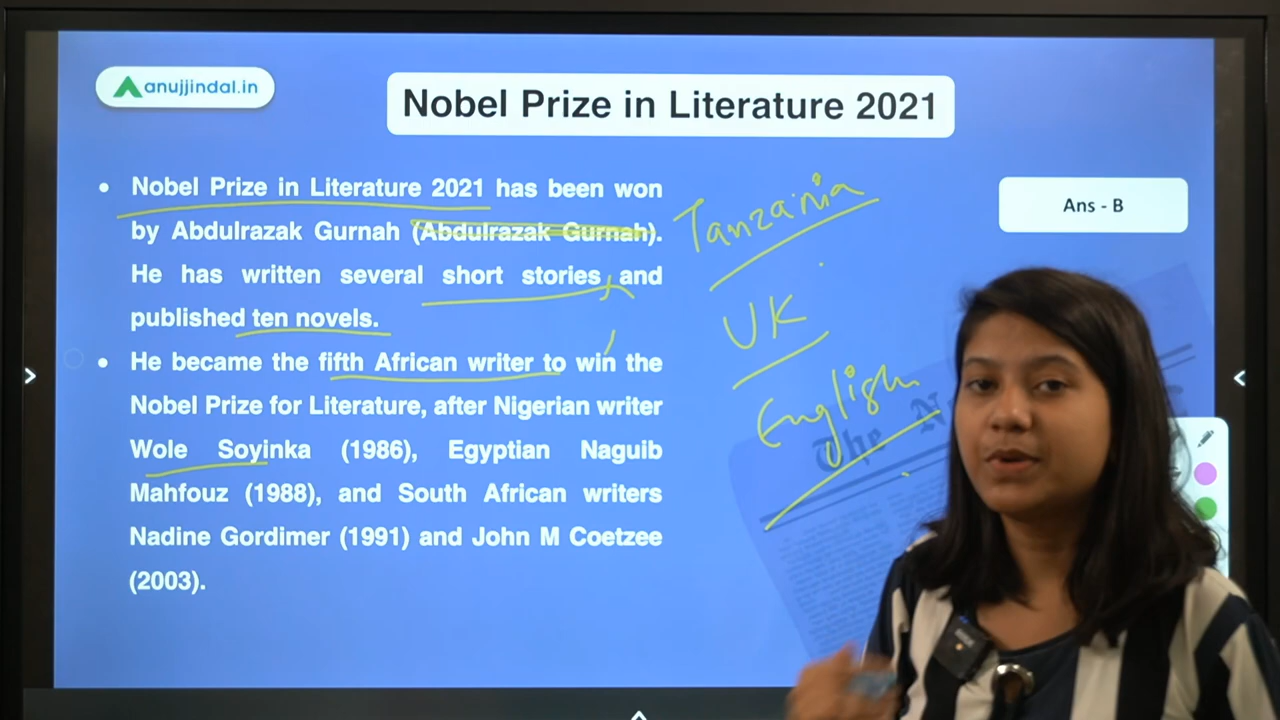 anujjindal.in
Nobel Prize in Literature 2021
• Nobel Prize in Literature 2021 has been won
by Abdulrazak Gurnah (Abdulrazak Gurnah).
He has written several short stories and
published ten novels.
• He became the fifth African writer to win the
Nobel Prize for Literature, after Nigerian writer
Wole Soyinka (1986), Egyptian Naguib
Mahfouz (1988), and South African writers
Nadine Gordimer (1991) and John M Coetzee
(2003).
Tanzania
UK
English
Ans - B
The